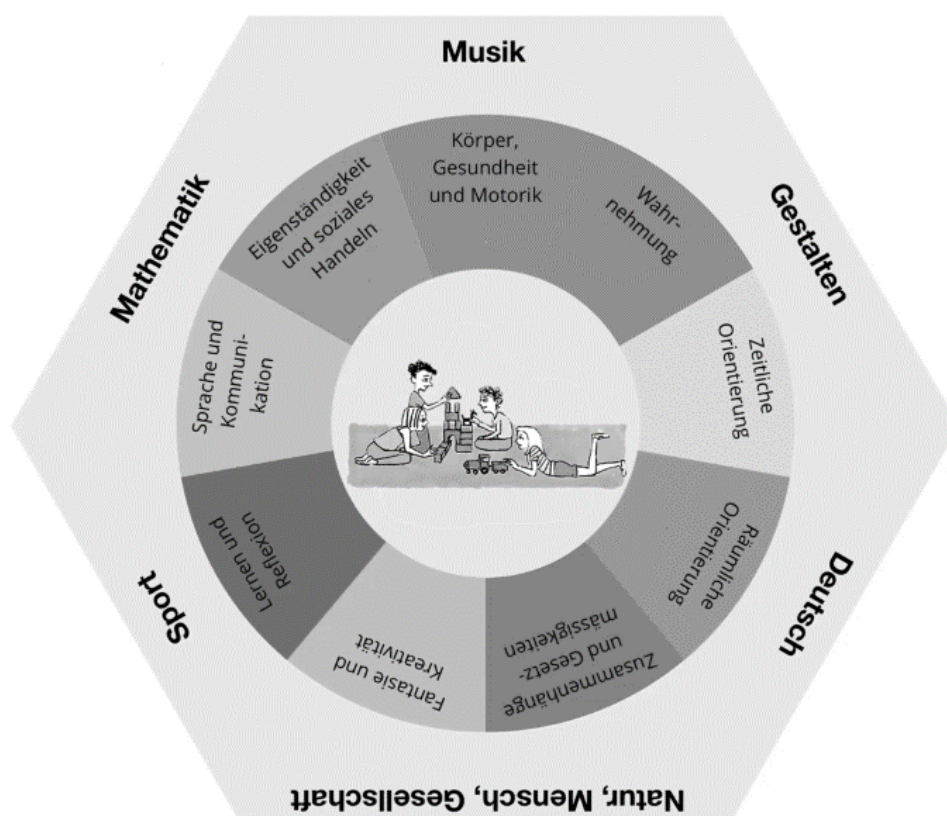 Musik
Gestalten
Deutsch
Natur, Mensch, Gesellschaft
Sport
Mathematik
Körper,
Gesundheit
und Motorik
Wahr-
nehmung
Zeitliche
Orientierung
Räumliche
Orientierung
Zusammenhänge
und Gesetz-
mässigkeiten
Fantasie und
Kreativität
Lernen und
Reflexion
Sprache und
Kommuni-
kation
Eigenständigkeit
und soziales
Handeln